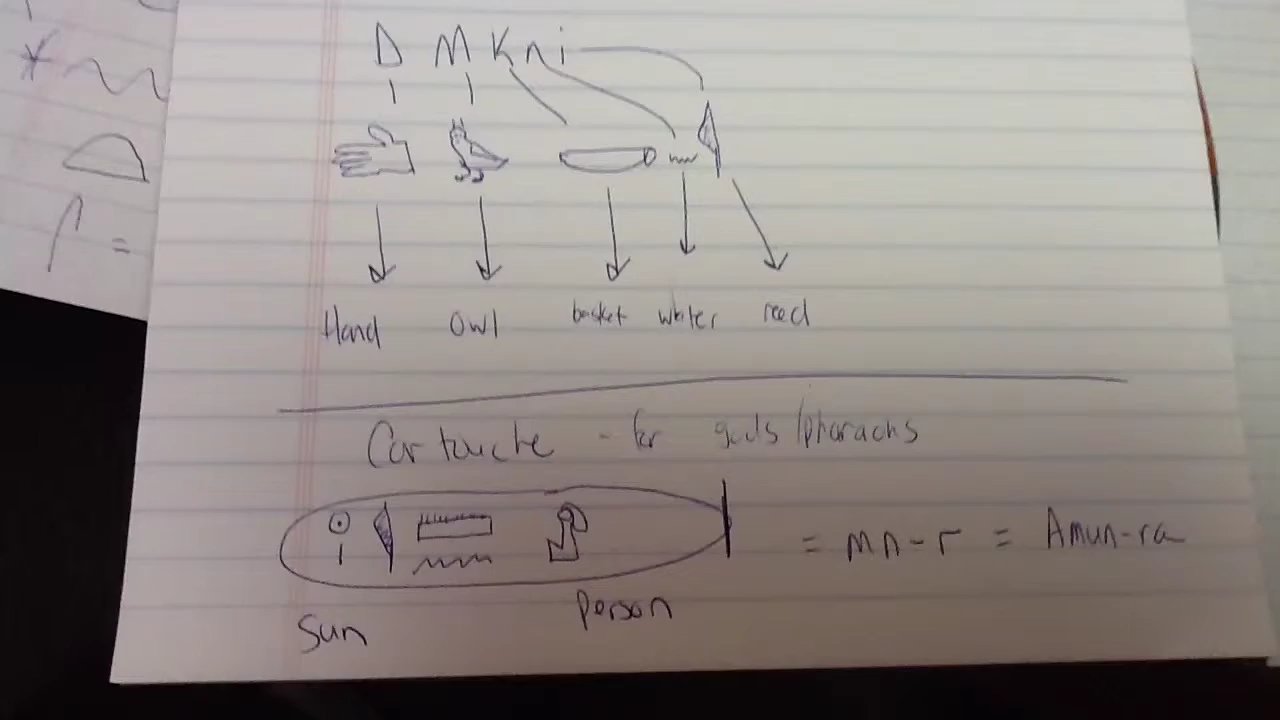 D M K n i
Hand Owl basket water reed
Cartouche - for gods/pharaohs
= mn-r = Amun-ra
Sun person
=